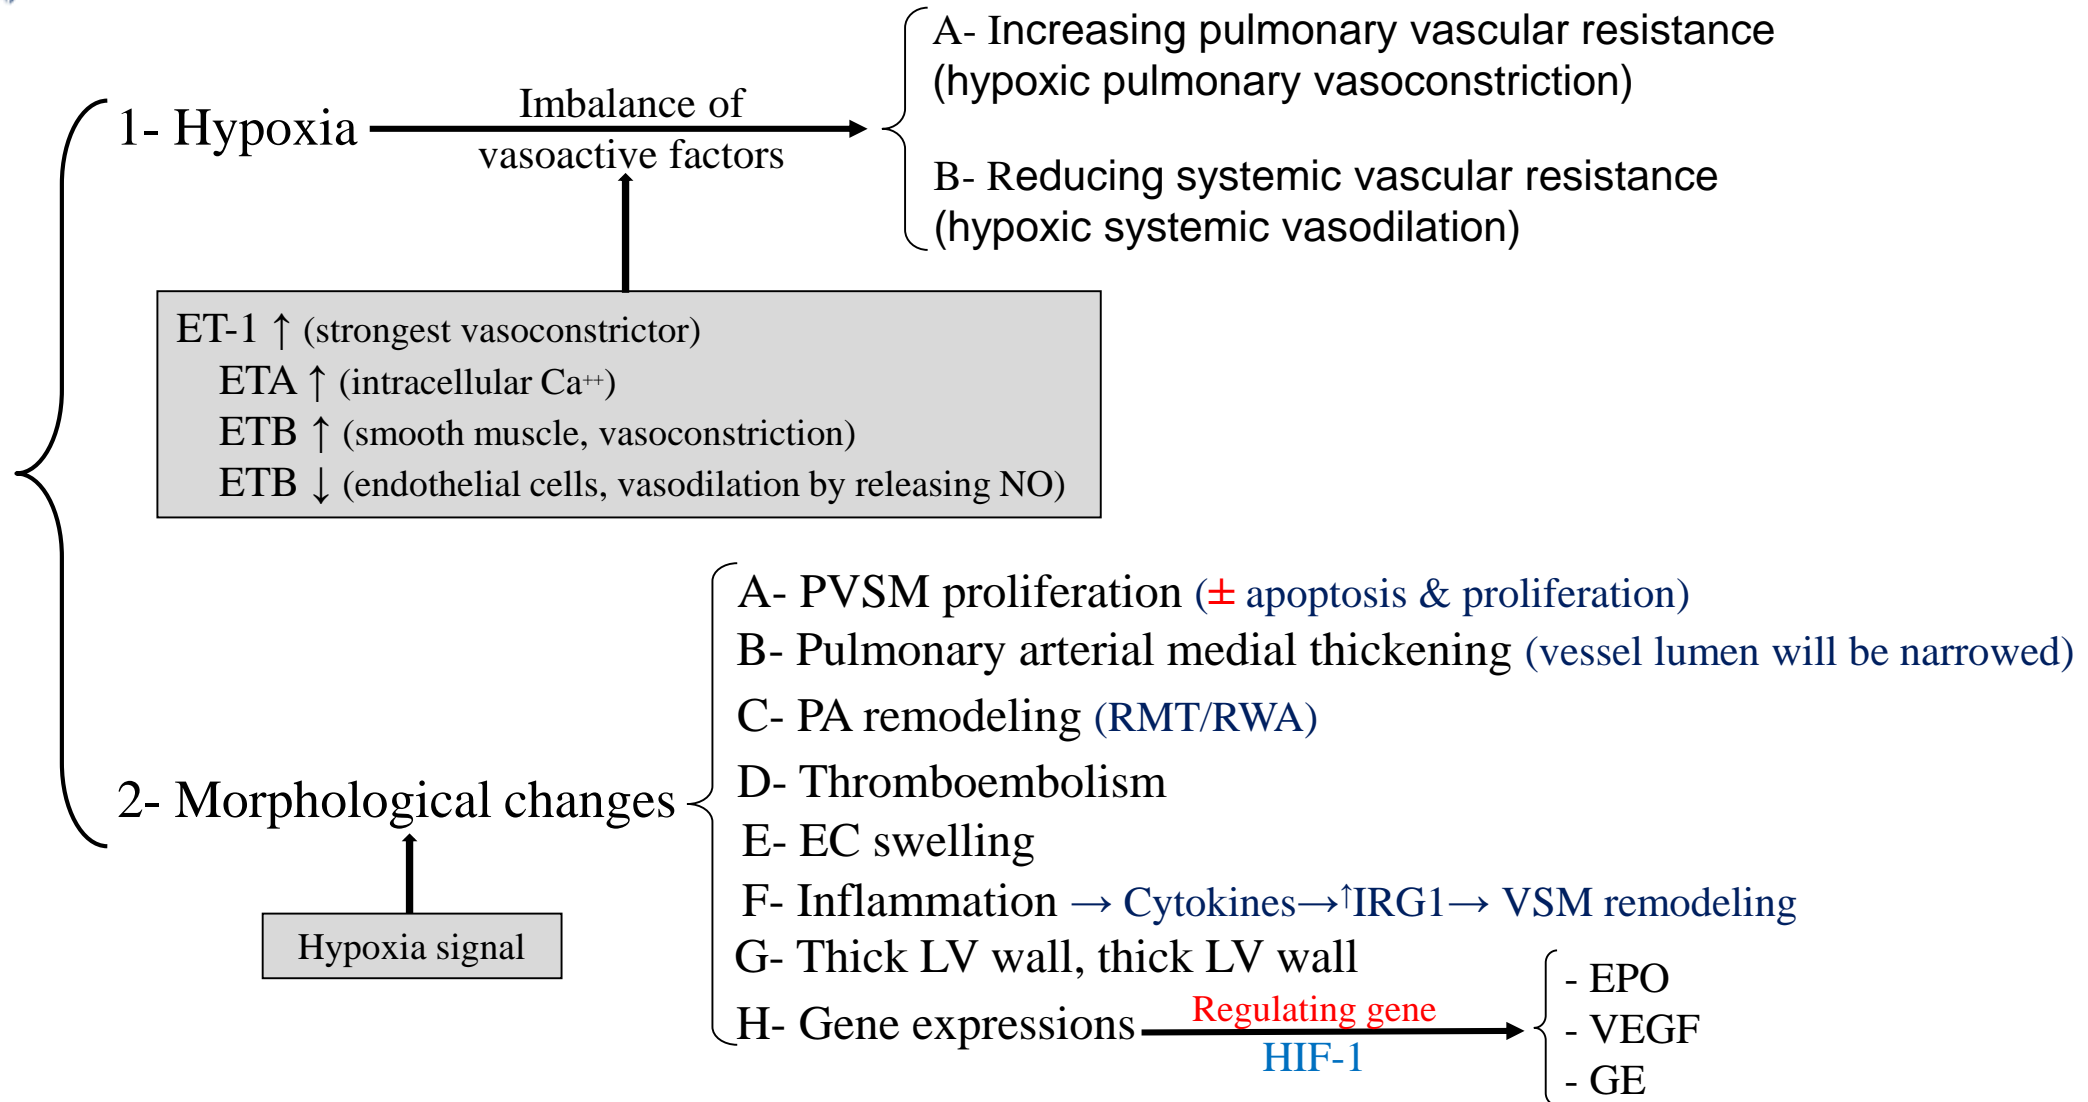 1- Hypoxia
Imbalance of
vasoactive factors
A- Increasing pulmonary vascular resistance
(hypoxic pulmonary vasoconstriction)
B- Reducing systemic vascular resistance
(hypoxic systemic vasodilation)
ET-1 ↑ (strongest vasoconstrictor)
ETA ↑ (intracellular Ca⁺⁺)
ETB ↑ (smooth muscle, vasoconstriction)
ETB ↓ (endothelial cells, vasodilation by releasing NO)
2- Morphological changes
Hypoxia signal
A- PVSM proliferation (± apoptosis & proliferation)
B- Pulmonary arterial medial thickening (vessel lumen will be narrowed)
C- PA remodeling (RMT/RWA)
D- Thromboembolism
E- EC swelling
F- Inflammation → Cytokines→↑IRG1→ VSM remodeling
G- Thick LV wall, thick LV wall
H- Gene expressions
Regulating gene
HIF-1
- EPO
- VEGF
- GE